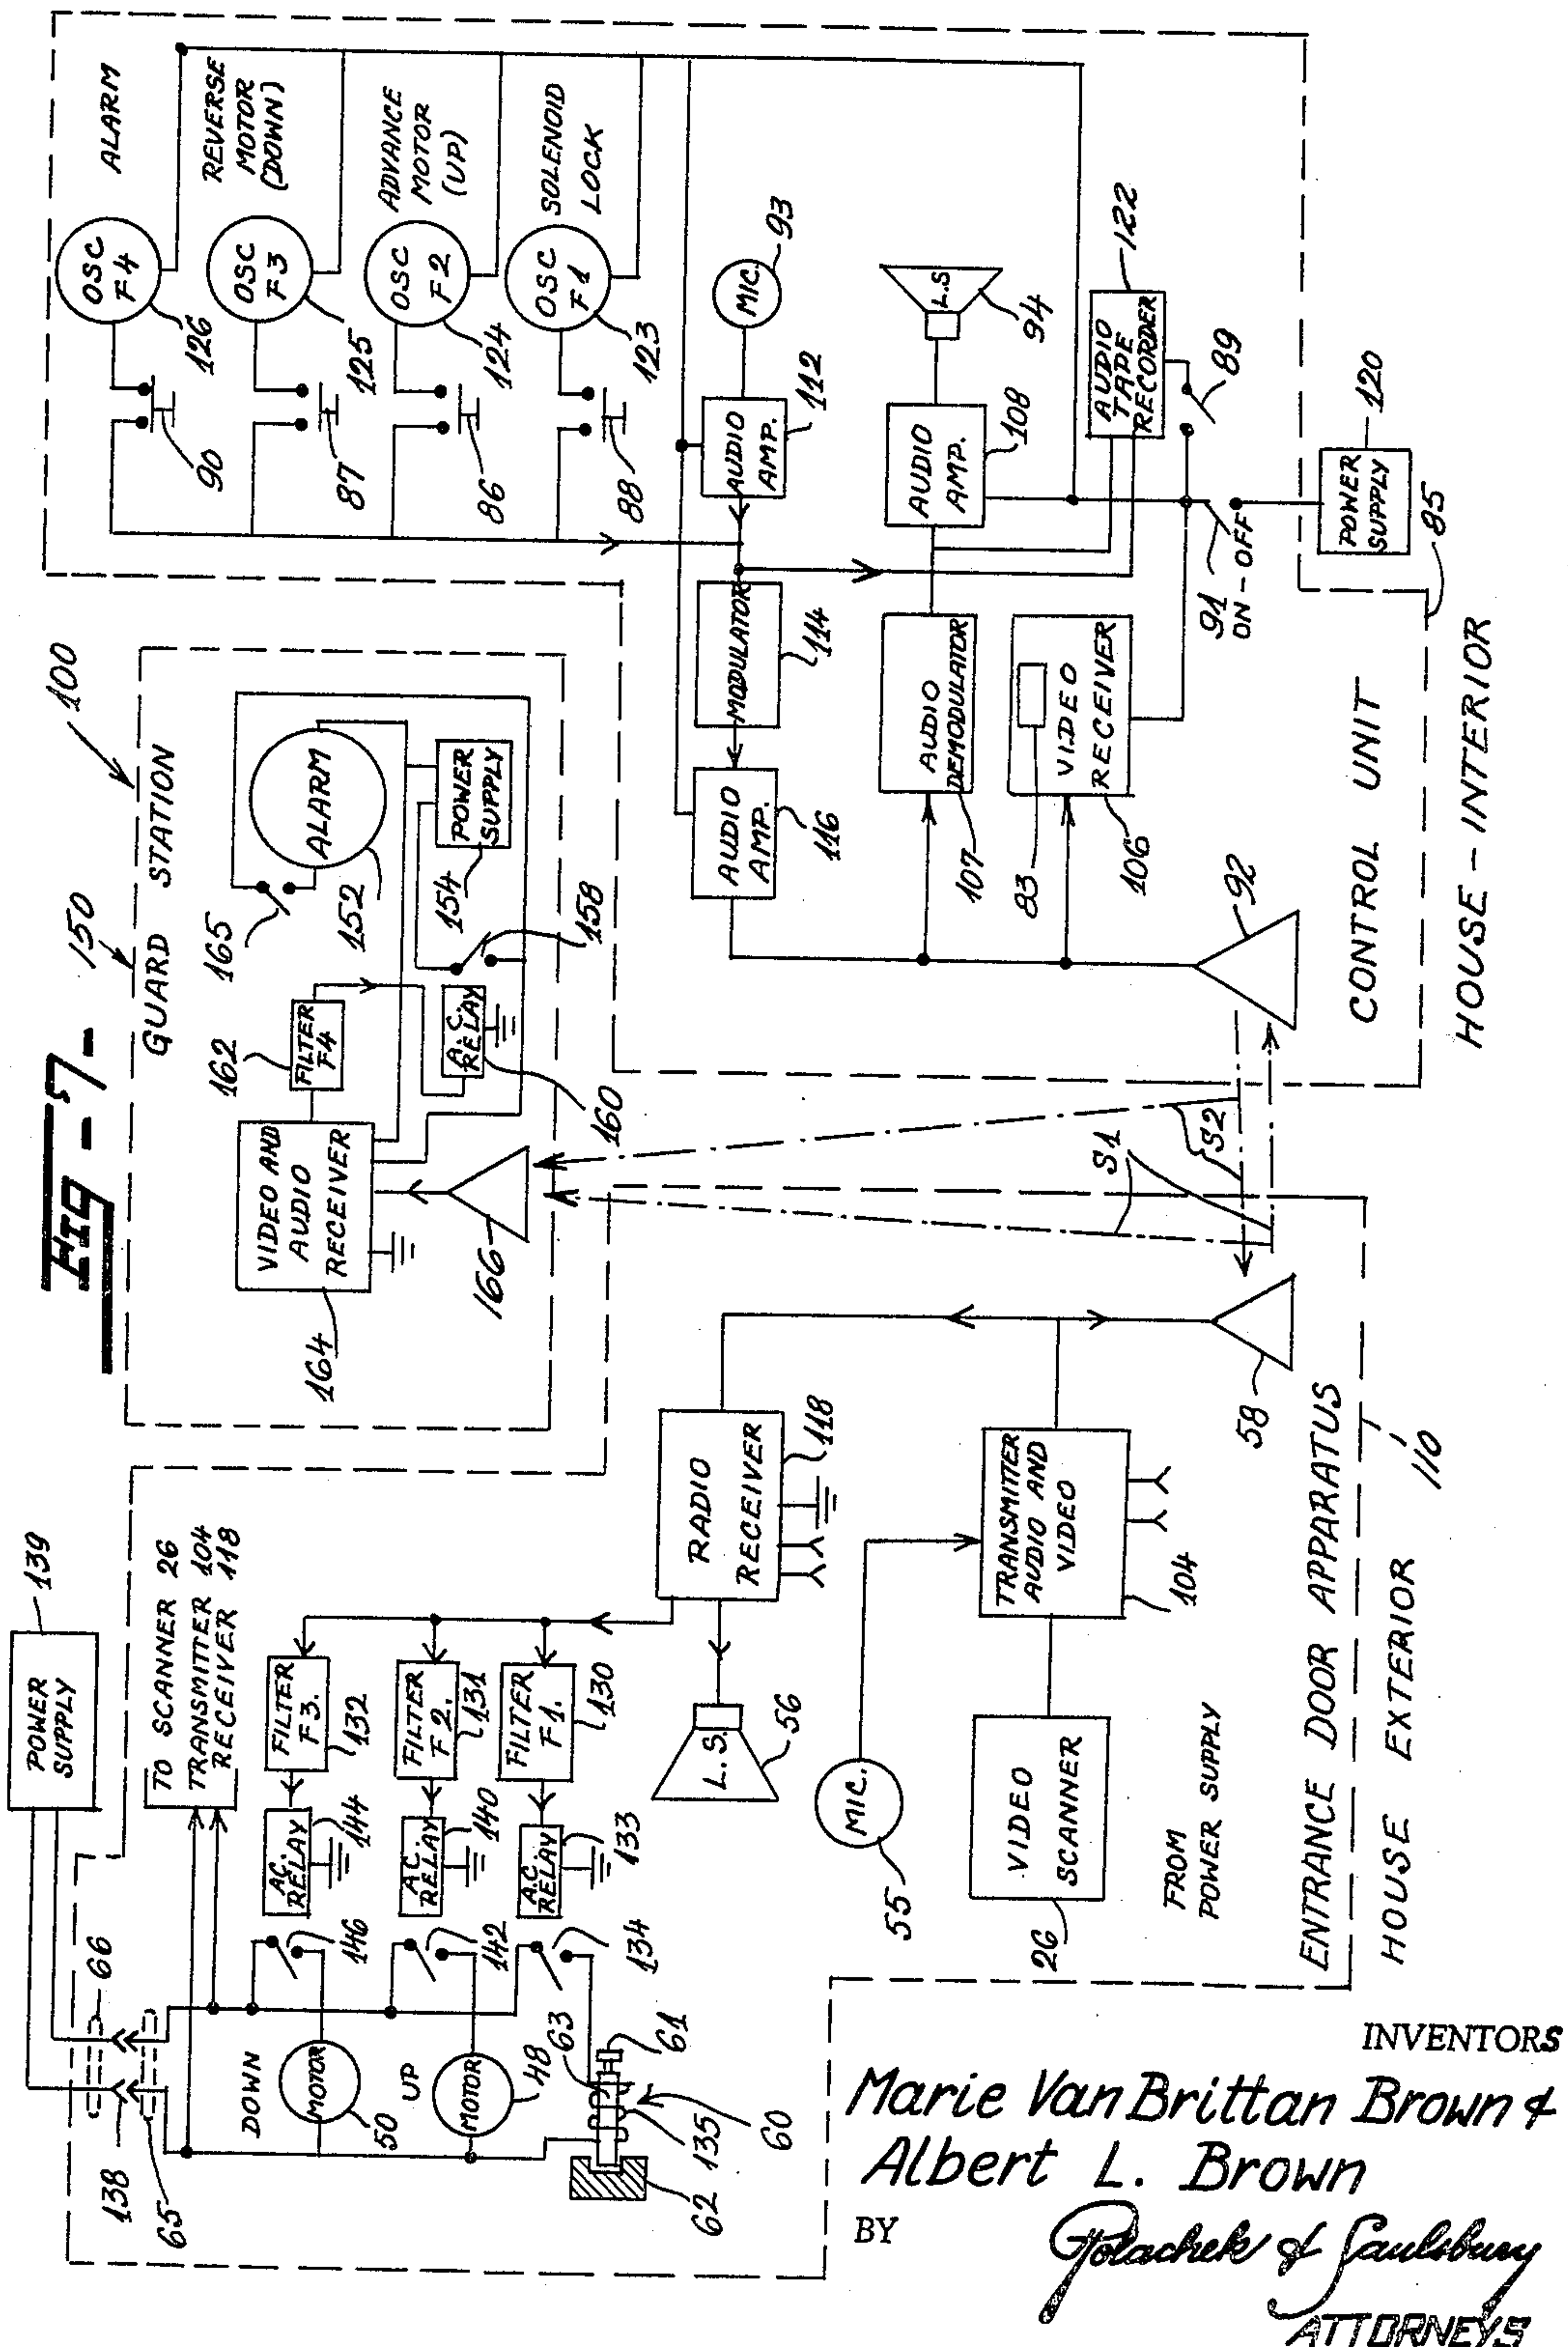 FIG-7-
100
150
GUARD STATION
ALARM
152
165
POWER
SUPPLY
154
158
FILTER
F4
162
A.C.
RELAY
160
VIDEO AND
AUDIO
RECEIVER
164
166
139
POWER
SUPPLY
TO SCANNER 26
TRANSMITTER 104
RECEIVER 118
66
138
65
FILTER
F3.
132
FILTER
F2.
131
FILTER
F1.
130
AC.
RELAY
144
AC.
RELAY
140
A.C.
RELAY
133
146
142
134
DOWN
MOTOR
50
UP
MOTOR
48
63
61
60
135
62
RADIO
RECEIVER
118
L.S.
56
MIC.
55
TRANSMITTER
AUDIO AND
VIDEO
104
VIDEO
SCANNER
26
FROM
POWER SUPPLY
58
S1
S2
ENTRANCE DOOR APPARATUS
HOUSE EXTERIOR
110
ALARM
OSC
F4
126
90
REVERSE
MOTOR
(DOWN)
OSC
F3
125
87
ADVANCE
MOTOR
(UP)
OSC
F2
124
86
SOLENOID
LOCK
OSC
F1
123
88
MIC.
93
AUDIO
AMP.
112
MODULATOR
114
AUDIO
AMP.
116
L.S
94
AUDIO
AMP.
108
AUDIO
DEMODULATOR
107
AUDIO
TAPE
RECORDER
122
89
83
VIDEO
RECEIVER
106
91
ON-OFF
POWER
SUPPLY
120
85
92
CONTROL UNIT
HOUSE-INTERIOR
INVENTORS
Marie Van Brittan Brown &
Albert L. Brown
BY
Polachek & Saulsbury
ATTORNEYS